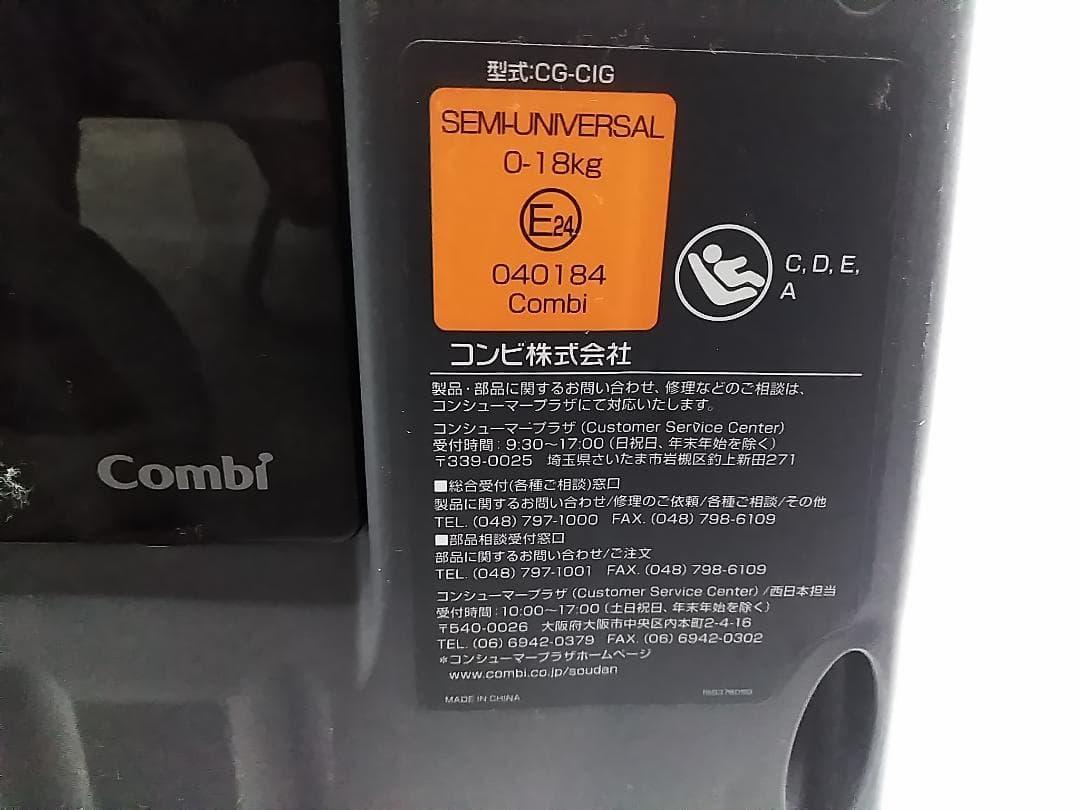 型式:CG-CIG
SEMI-UNIVERSAL
0-18kg
E24
040184
Combi
C, D, E,
A
コンビ株式会社
製品・部品に関するお問い合わせ、修理などのご相談は、
コンシューマープラザにて対応いたします。
コンシューマープラザ (Customer Service Center)
受付時間：9:30～17:00 (日祝日、年末年始を除く)
〒339-0025 埼玉県さいたま市岩槻区釣上新田271
■総合受付(各種ご相談)窓口
製品に関するお問い合わせ/修理のご依頼/各種ご相談/その他
TEL. (048) 797-1000 FAX. (048) 798-6109
■部品相談受付窓口
部品に関するお問い合わせ/ご注文
TEL. (048) 797-1001 FAX. (048) 798-6109
コンシューマープラザ (Customer Service Center) /西日本担当
受付時間：10:00～17:00 (土日祝日、年末年始を除く)
〒540-0026 大阪府大阪市中央区内本町2-4-16
TEL. (06) 6942-0379 FAX. (06) 6942-0302
*コンシューマープラザホームページ
www.combi.co.jp/soudan
MADE IN CHINA
Combi